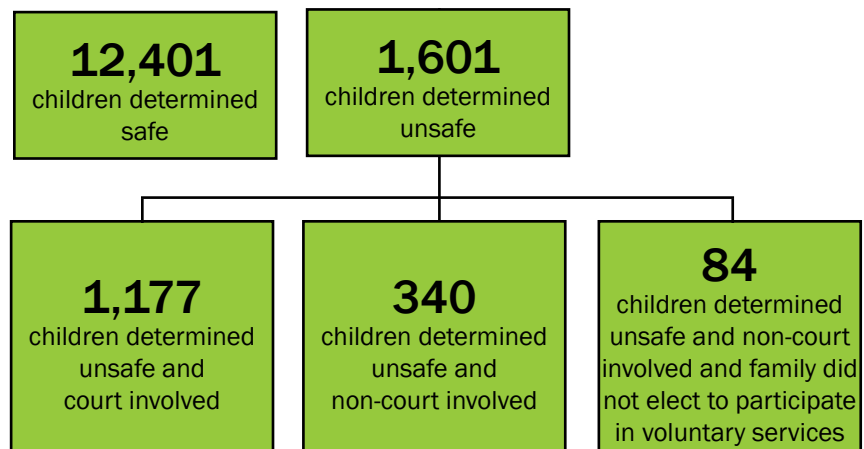 12,401
children determined
safe
1,601
children determined
unsafe
1,177
children determined
unsafe and
court involved
340
children determined
unsafe and
non-court involved
84
children determined
unsafe and non-court
involved and family did
not elect to participate
in voluntary services